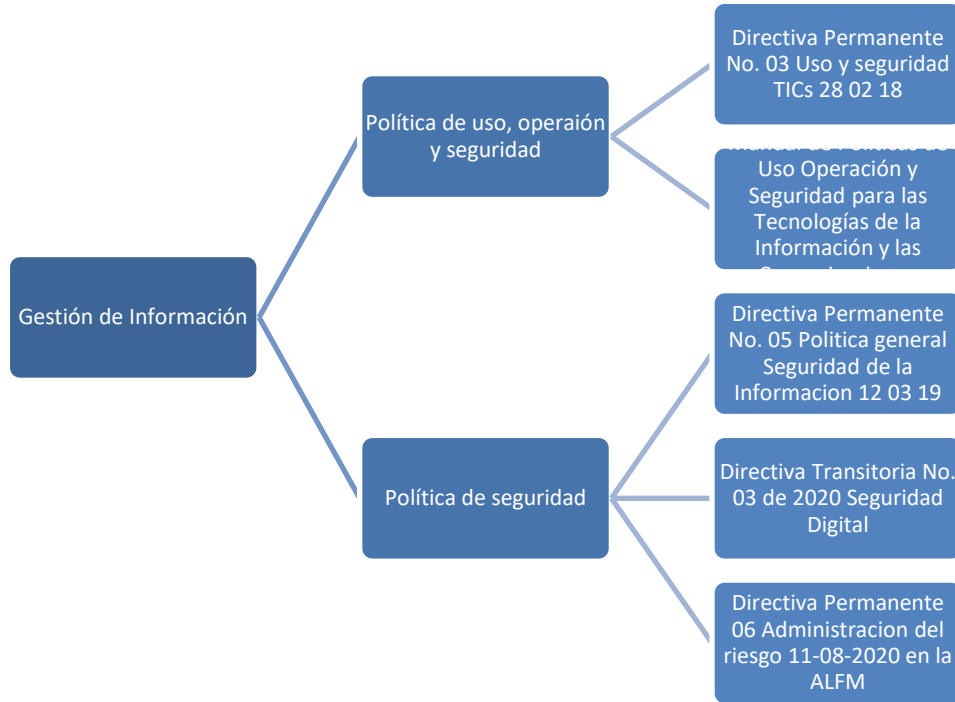 Directiva Permanente
No. 03 Uso y seguridad
TICs 28 02 18
Política de uso, operaión
y seguridad
Uso Operación y
Seguridad para las
Tecnologías de la
Información y las
Gestión de Información
Directiva Permanente
No. 05 Politica general
Seguridad de la
Informacion 12 03 19
Política de seguridad
Directiva Transitoria No.
03 de 2020 Seguridad
Digital
Directiva Permanente
06 Administracion del
riesgo 11-08-2020 en la
ALFM